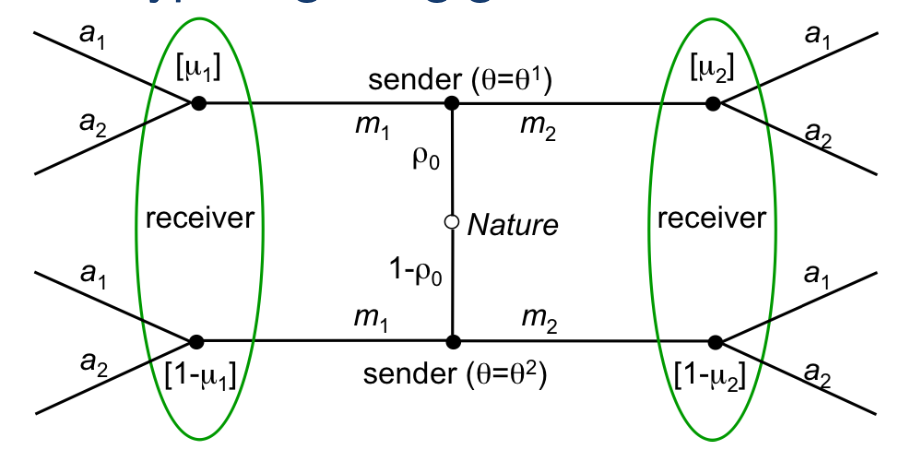 a₁ a₁
[μ₁] [μ₂]
sender (θ=θ¹)
a₂ m₁ m₂ a₂
ρ₀
receiver Nature receiver
1-ρ₀
a₁ a₁
m₁ m₂
a₂ [1-μ₁] sender (θ=θ²) [1-μ₂] a₂